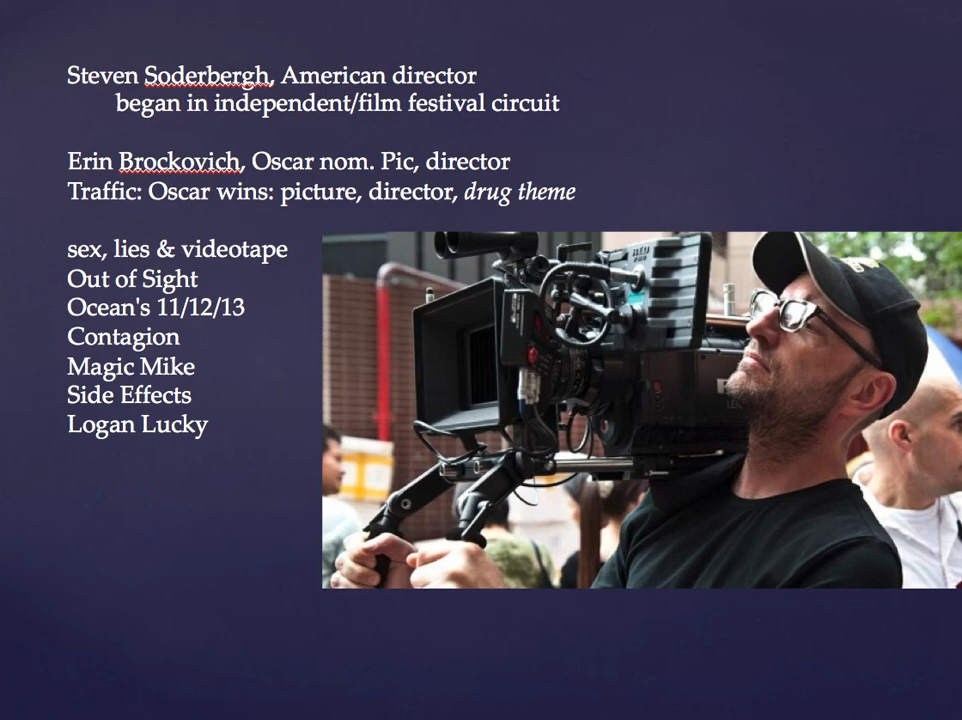 Steven Soderbergh, American director
began in independent/film festival circuit
Erin Brockovich, Oscar nom. Pic, director
Traffic: Oscar wins: picture, director, drug theme
sex, lies & videotape
Out of Sight
Ocean's 11/12/13
Contagion
Magic Mike
Side Effects
Logan Lucky
RED